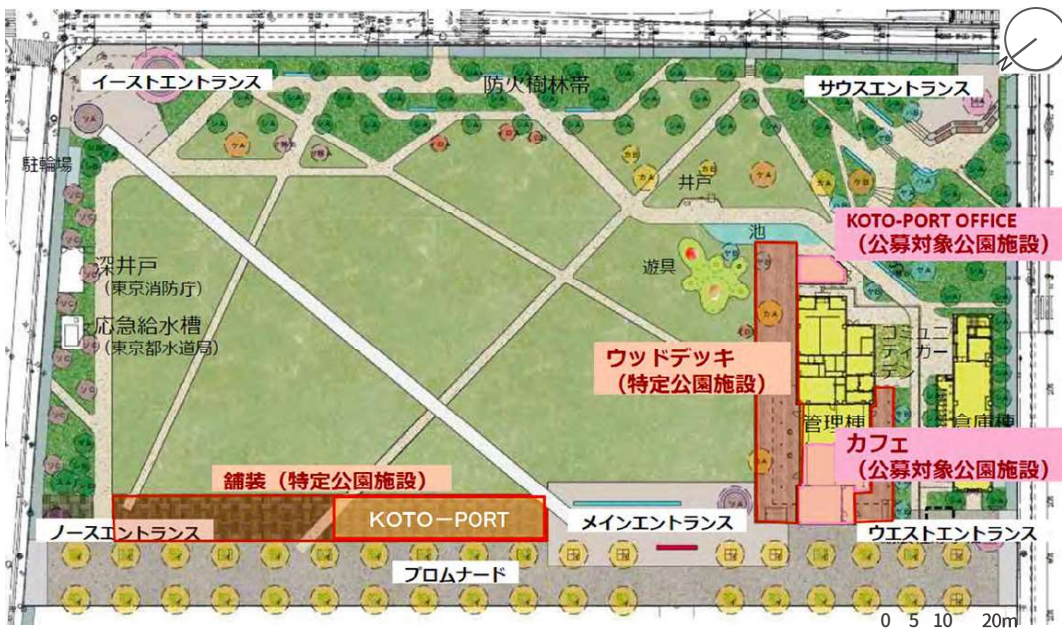 N
イーストエントランス
防火樹林帯
サウスエントランス
駐輪場
井戸
KOTO-PORT OFFICE
（公募対象公園施設）
池
遊具
深井戸
（東京消防庁）
応急給水槽
（東京都水道局）
コミュニ
ティガー
デン
ウッドデッキ
（特定公園施設）
管理棟
倉庫棟
カフェ
（公募対象公園施設）
舗装（特定公園施設）
KOTO－PORT
ノースエントランス
メインエントランス
ウエストエントランス
プロムナード
0 5 10 20m